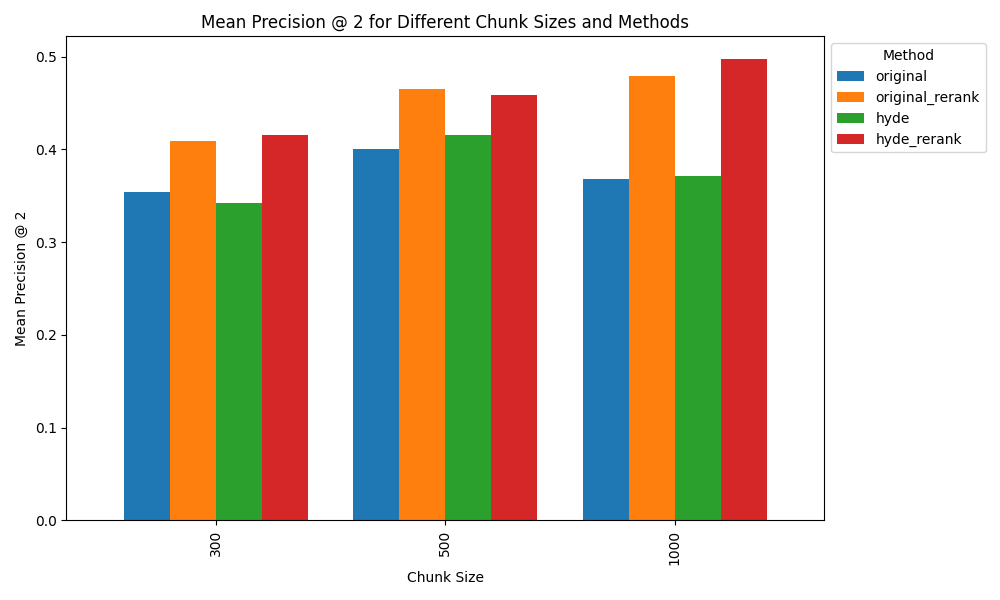 Mean Precision @ 2 for Different Chunk Sizes and Methods
Method
original
original_rerank
hyde
hyde_rerank
Mean Precision @ 2
0.5
0.4
0.3
0.2
0.1
0.0
300
500
1000
Chunk Size